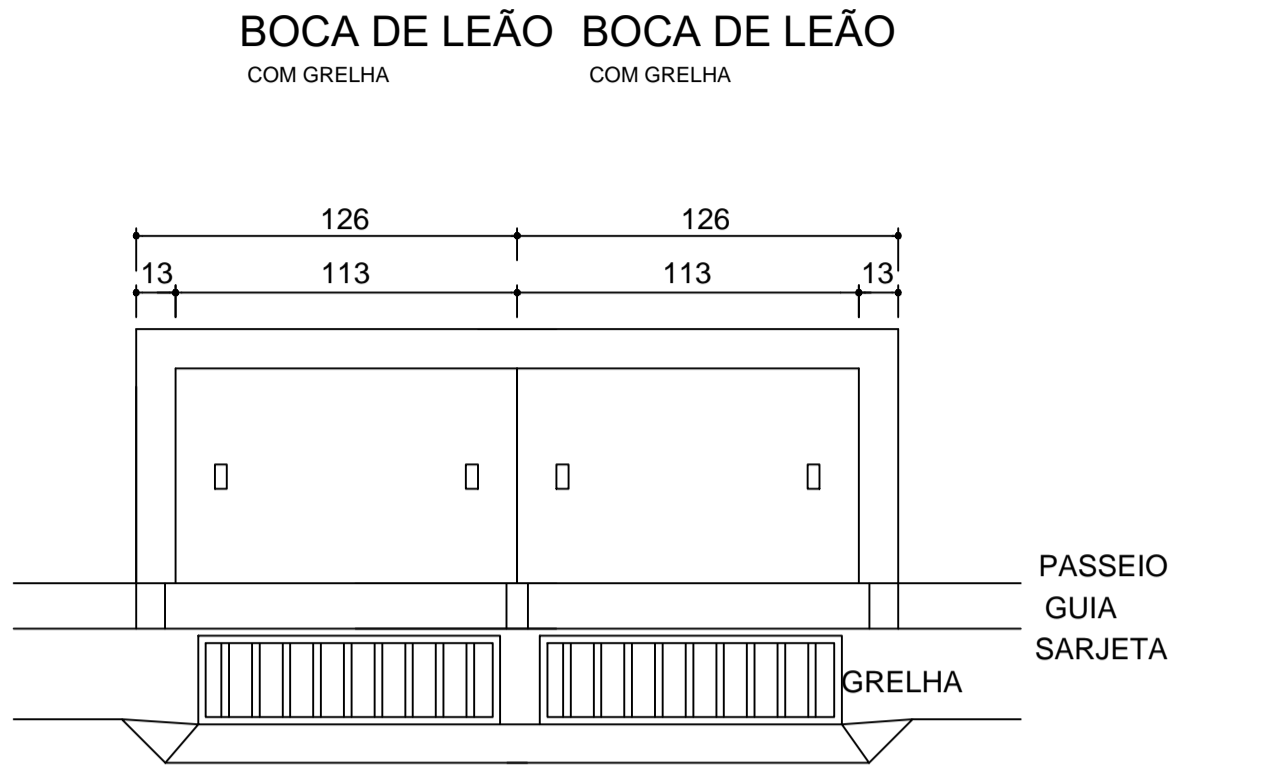 BOCA DE LEÃO BOCA DE LEÃO
COM GRELHA COM GRELHA
126 126
13 113 113 13
PASSEIO
GUIA
SARJETA
GRELHA